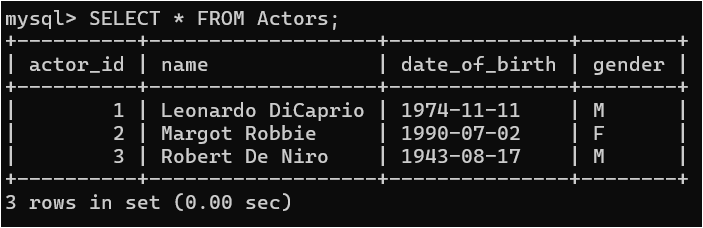 mysql> SELECT * FROM Actors;
+----------+-------------------+---------------+--------+
| actor_id | name              | date_of_birth | gender |
+----------+-------------------+---------------+--------+
|        1 | Leonardo DiCaprio | 1974-11-11    | M      |
|        2 | Margot Robbie     | 1990-07-02    | F      |
|        3 | Robert De Niro    | 1943-08-17    | M      |
+----------+-------------------+---------------+--------+
3 rows in set (0.00 sec)